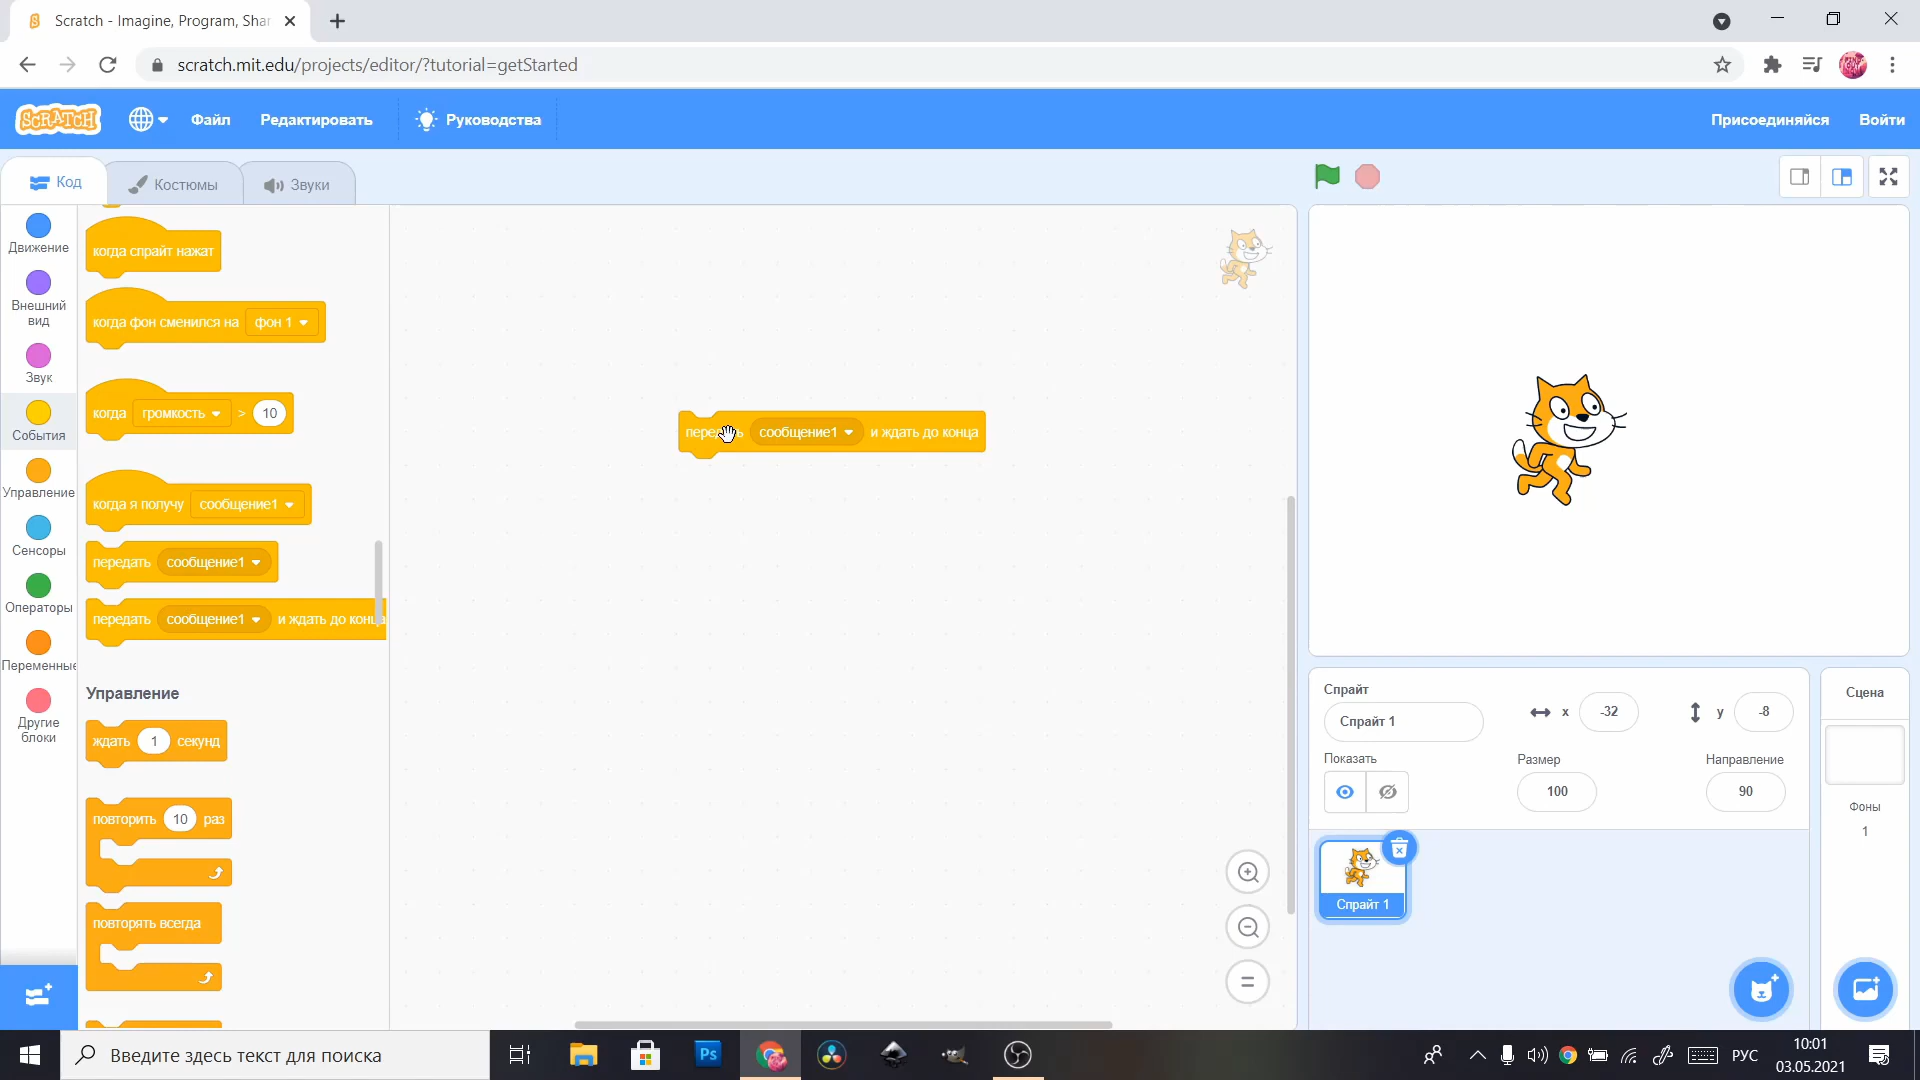 Scratch - Imagine, Program, Shar
scratch.mit.edu/projects/editor/?tutorial=getStarted
SCRATCH
Файл
Редактировать
Руководства
Присоединяйся
Войти
Код
Костюмы
Звуки
Движение
Внешний
вид
Звук
События
Управление
Сенсоры
Операторы
Переменные
Другие
блоки
когда спрайт нажат
когда фон сменился на фон 1
когда громкость > 10
когда я получу сообщение1
передать сообщение1
передать сообщение1 и ждать до конца
Управление
ждать 1 секунд
повторить 10 раз
повторять всегда
передать сообщение1 и ждать до конца
Спрайт
Спрайт 1
x -32
y -8
Показать
Размер
100
Направление
90
Спрайт 1
Сцена
Фоны
1
Введите здесь текст для поиска
Ps
РУС
10:01
03.05.2021